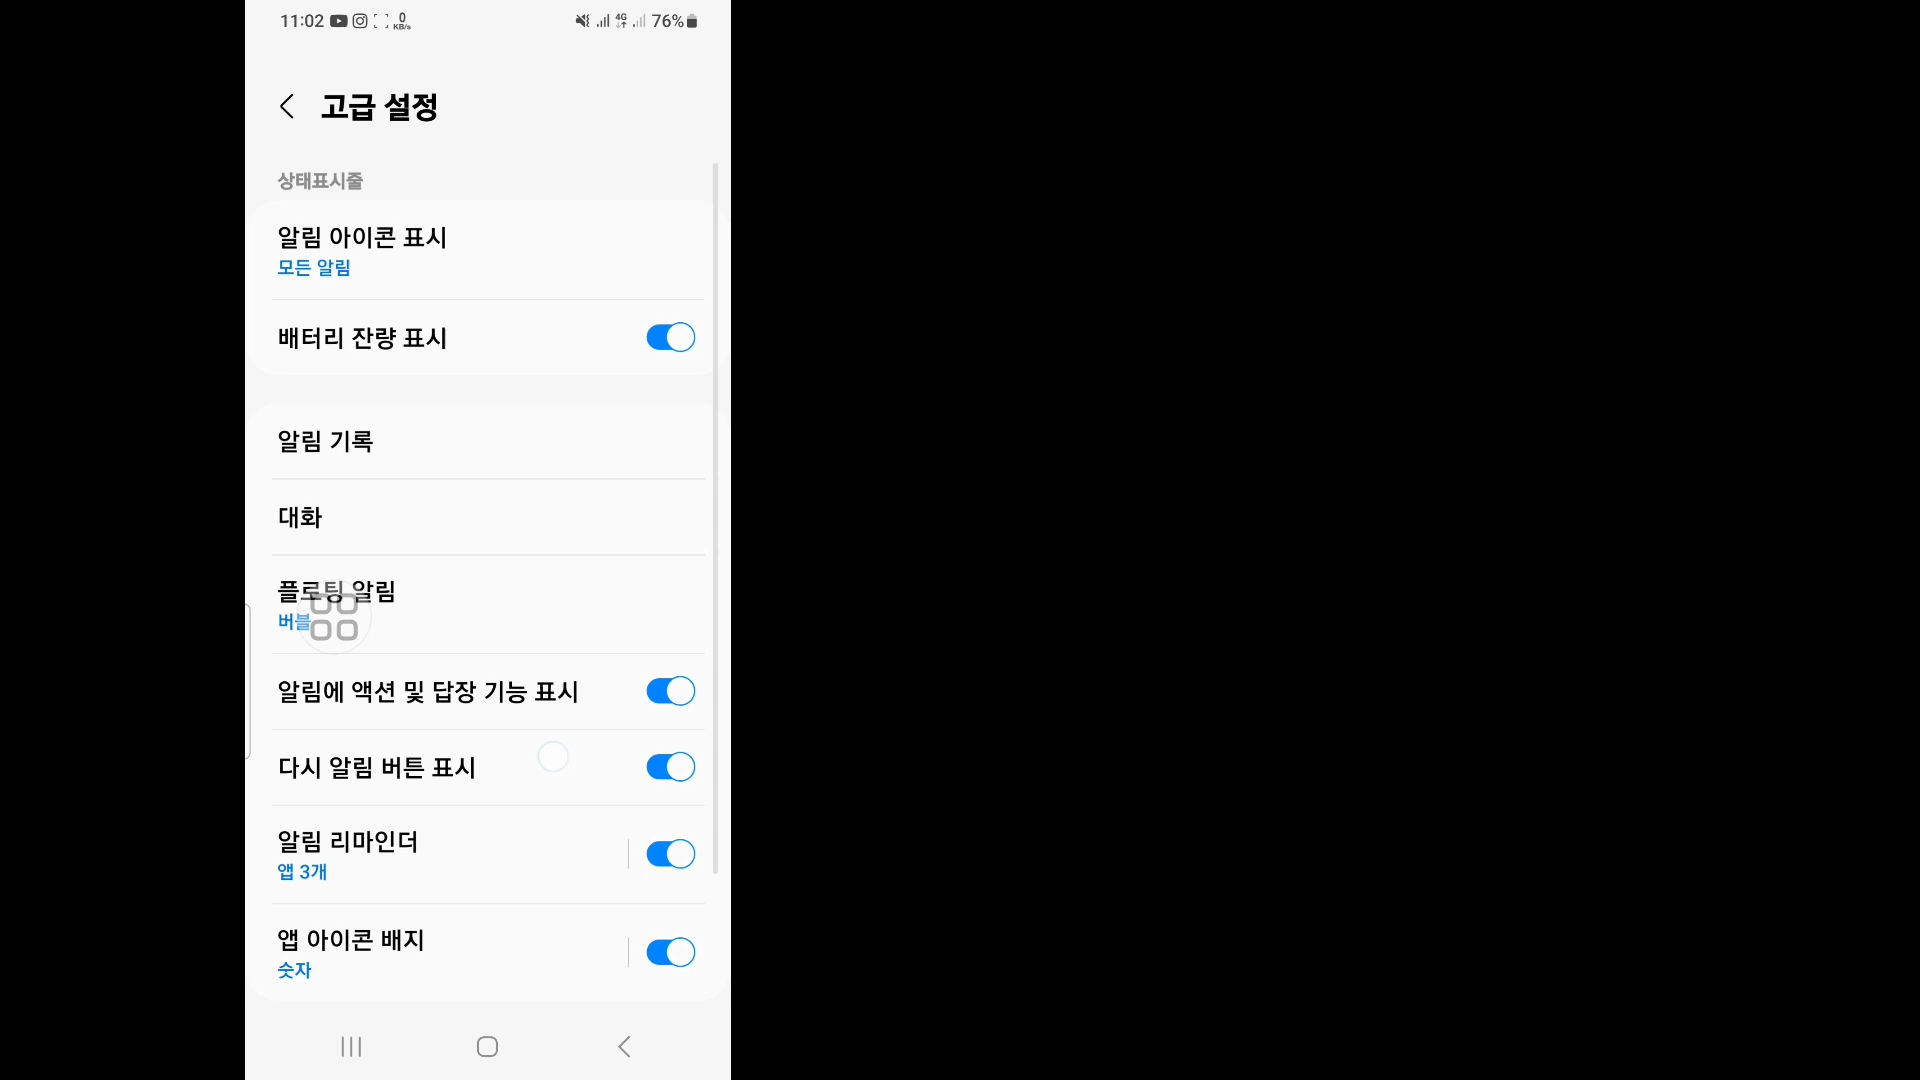 11:02 0 KB/s 4G 76%
고급 설정
상태표시줄
알림 아이콘 표시
모든 알림
배터리 잔량 표시
알림 기록
대화
플로팅 알림
버블
알림에 액션 및 답장 기능 표시
다시 알림 버튼 표시
알림 리마인더
앱 3개
앱 아이콘 배지
숫자